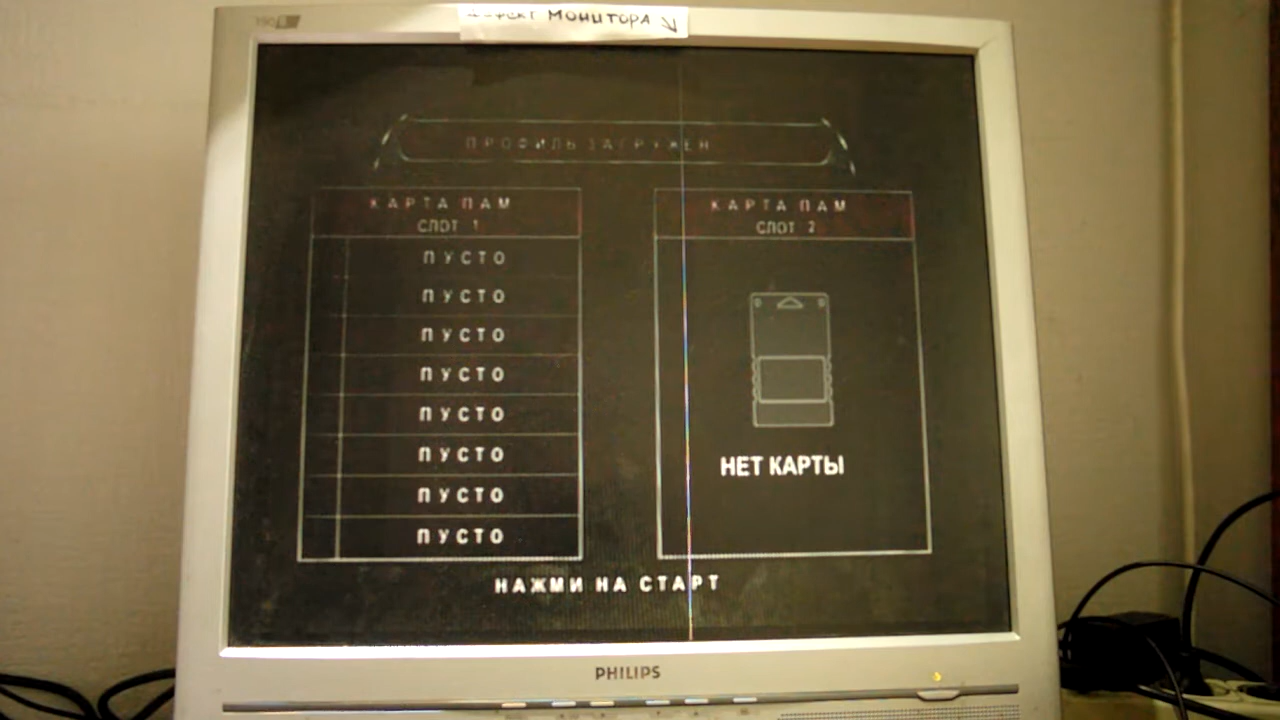 МОНИТОРА
ПРОФИЛЬ ЗАГРУЖЕН
КАРТА ПАМ
СЛОТ 1
ПУСТО
ПУСТО
ПУСТО
ПУСТО
ПУСТО
ПУСТО
ПУСТО
ПУСТО
КАРТА ПАМ
СЛОТ 2
НЕТ КАРТЫ
НАЖМИ НА СТАРТ
PHILIPS